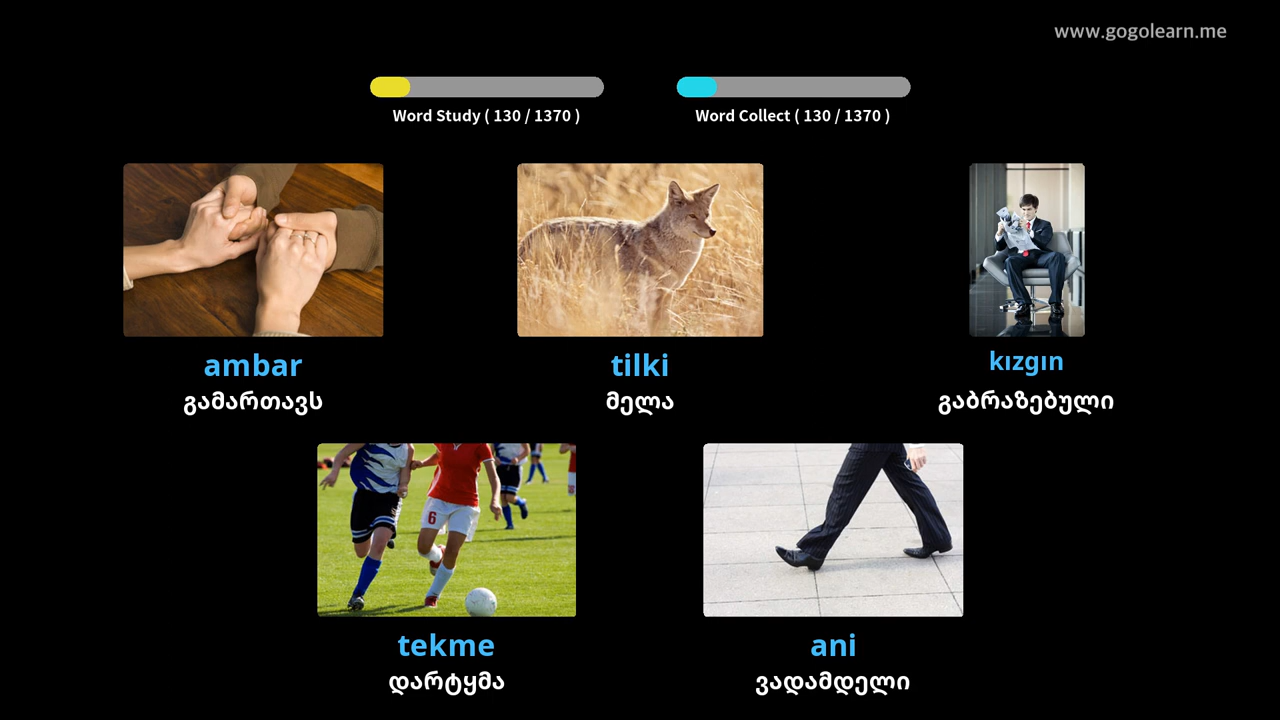 www.gogolearn.me
Word Study ( 130 / 1370 )
Word Collect ( 130 / 1370 )
ambar
გამართავს
tilki
მელა
kızgın
გაბრაზებული
tekme
დარტყმა
ani
ვადამდელი
6